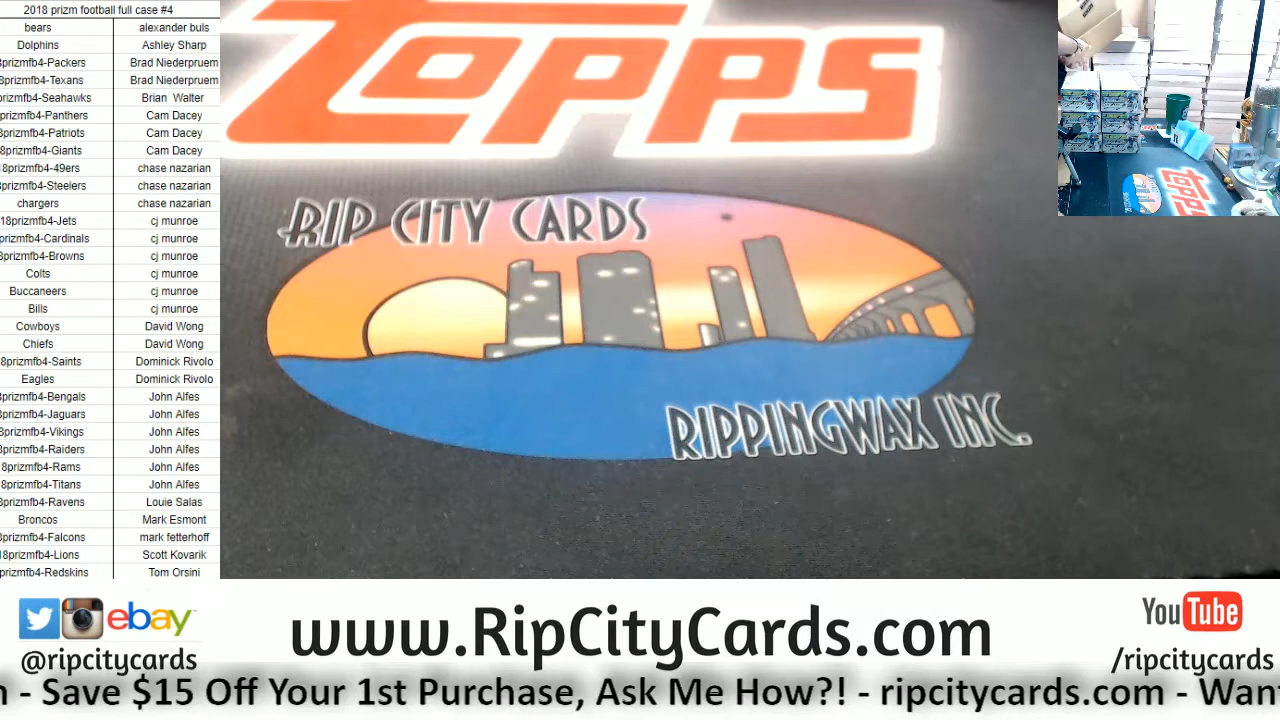 2018 prizm football full case #4
bears alexander buls
Dolphins Ashley Sharp
prizmfb4-Packers Brad Niederpruem
8prizmfb4-Texans Brad Niederpruem
prizmfb4-Seahawks Brian Walter
prizmfb4-Panthers Cam Dacey
8prizmfb4-Patriots Cam Dacey
8prizmfb4-Giants Cam Dacey
18prizmfb4-49ers chase nazarian
prizmfb4-Steelers chase nazarian
chargers chase nazarian
18prizmfb4-Jets cj munroe
prizmfb4-Cardinals cj munroe
8prizmfb4-Browns cj munroe
Colts cj munroe
Buccaneers cj munroe
Bills cj munroe
Cowboys David Wong
Chiefs David Wong
8prizmfb4-Saints Dominick Rivolo
Eagles Dominick Rivolo
prizmfb4-Bengals John Alfes
prizmfb4-Jaguars John Alfes
8prizmfb4-Vikings John Alfes
8prizmfb4-Raiders John Alfes
8prizmfb4-Rams John Alfes
8prizmfb4-Titans John Alfes
8prizmfb4-Ravens Louie Salas
Broncos Mark Esmont
8prizmfb4-Falcons mark fetterhoff
18prizmfb4-Lions Scott Kovarik
prizmfb4-Redskins Tom Orsini
Topps
RIP CITY CARDS
RIPPINGWAX INC.
Topps
ebay
@ripcitycards
www.RipCityCards.com
YouTube
/ripcitycards
n - Save $15 Off Your 1st Purchase, Ask Me How?! - ripcitycards.com - Want